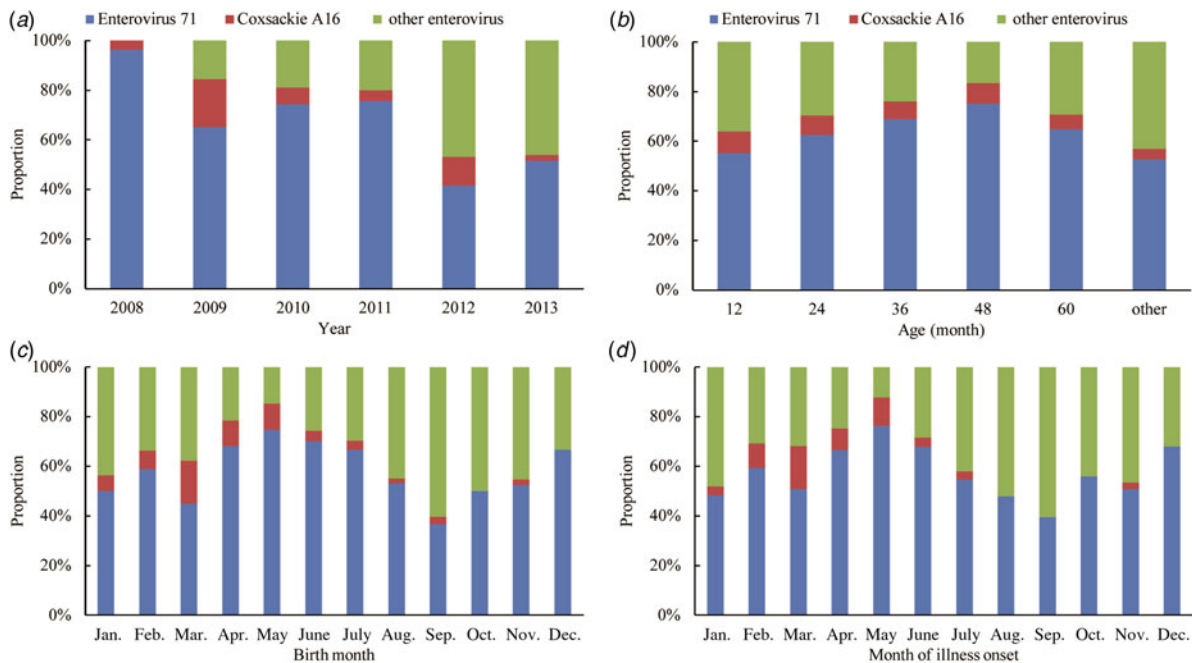 (a) Enterovirus 71 Coxsackie A16 other enterovirus
100%
80%
60%
40%
20%
0%
Proportion
2008 2009 2010 2011 2012 2013
Year
(b) Enterovirus 71 Coxsackie A16 other enterovirus
100%
80%
60%
40%
20%
0%
Proportion
12 24 36 48 60 other
Age (month)
(c)
100%
80%
60%
40%
20%
0%
Proportion
Jan. Feb. Mar. Apr. May June July Aug. Sep. Oct. Nov. Dec.
Birth month
(d)
100%
80%
60%
40%
20%
0%
Proportion
Jan. Feb. Mar. Apr. May June July Aug. Sep. Oct. Nov. Dec.
Month of illness onset